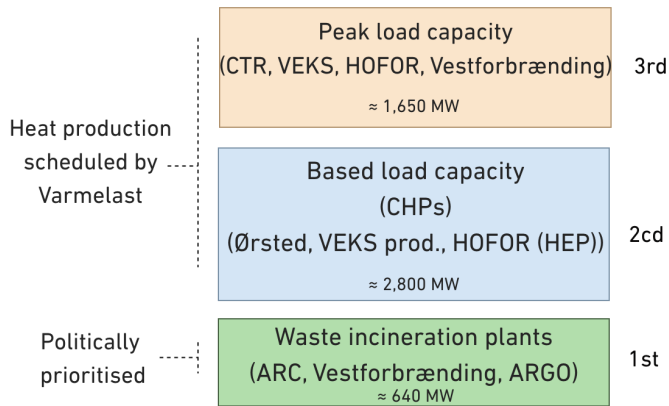 Peak load capacity
(CTR, VEKS, HOFOR, Vestforbrænding)
≈ 1,650 MW
3rd
Heat production
scheduled by
Varmelast
Based load capacity
(CHPs)
(Ørsted, VEKS prod., HOFOR (HEP))
≈ 2,800 MW
2cd
Politically
prioritised
Waste incineration plants
(ARC, Vestforbrænding, ARGO)
≈ 640 MW
1st